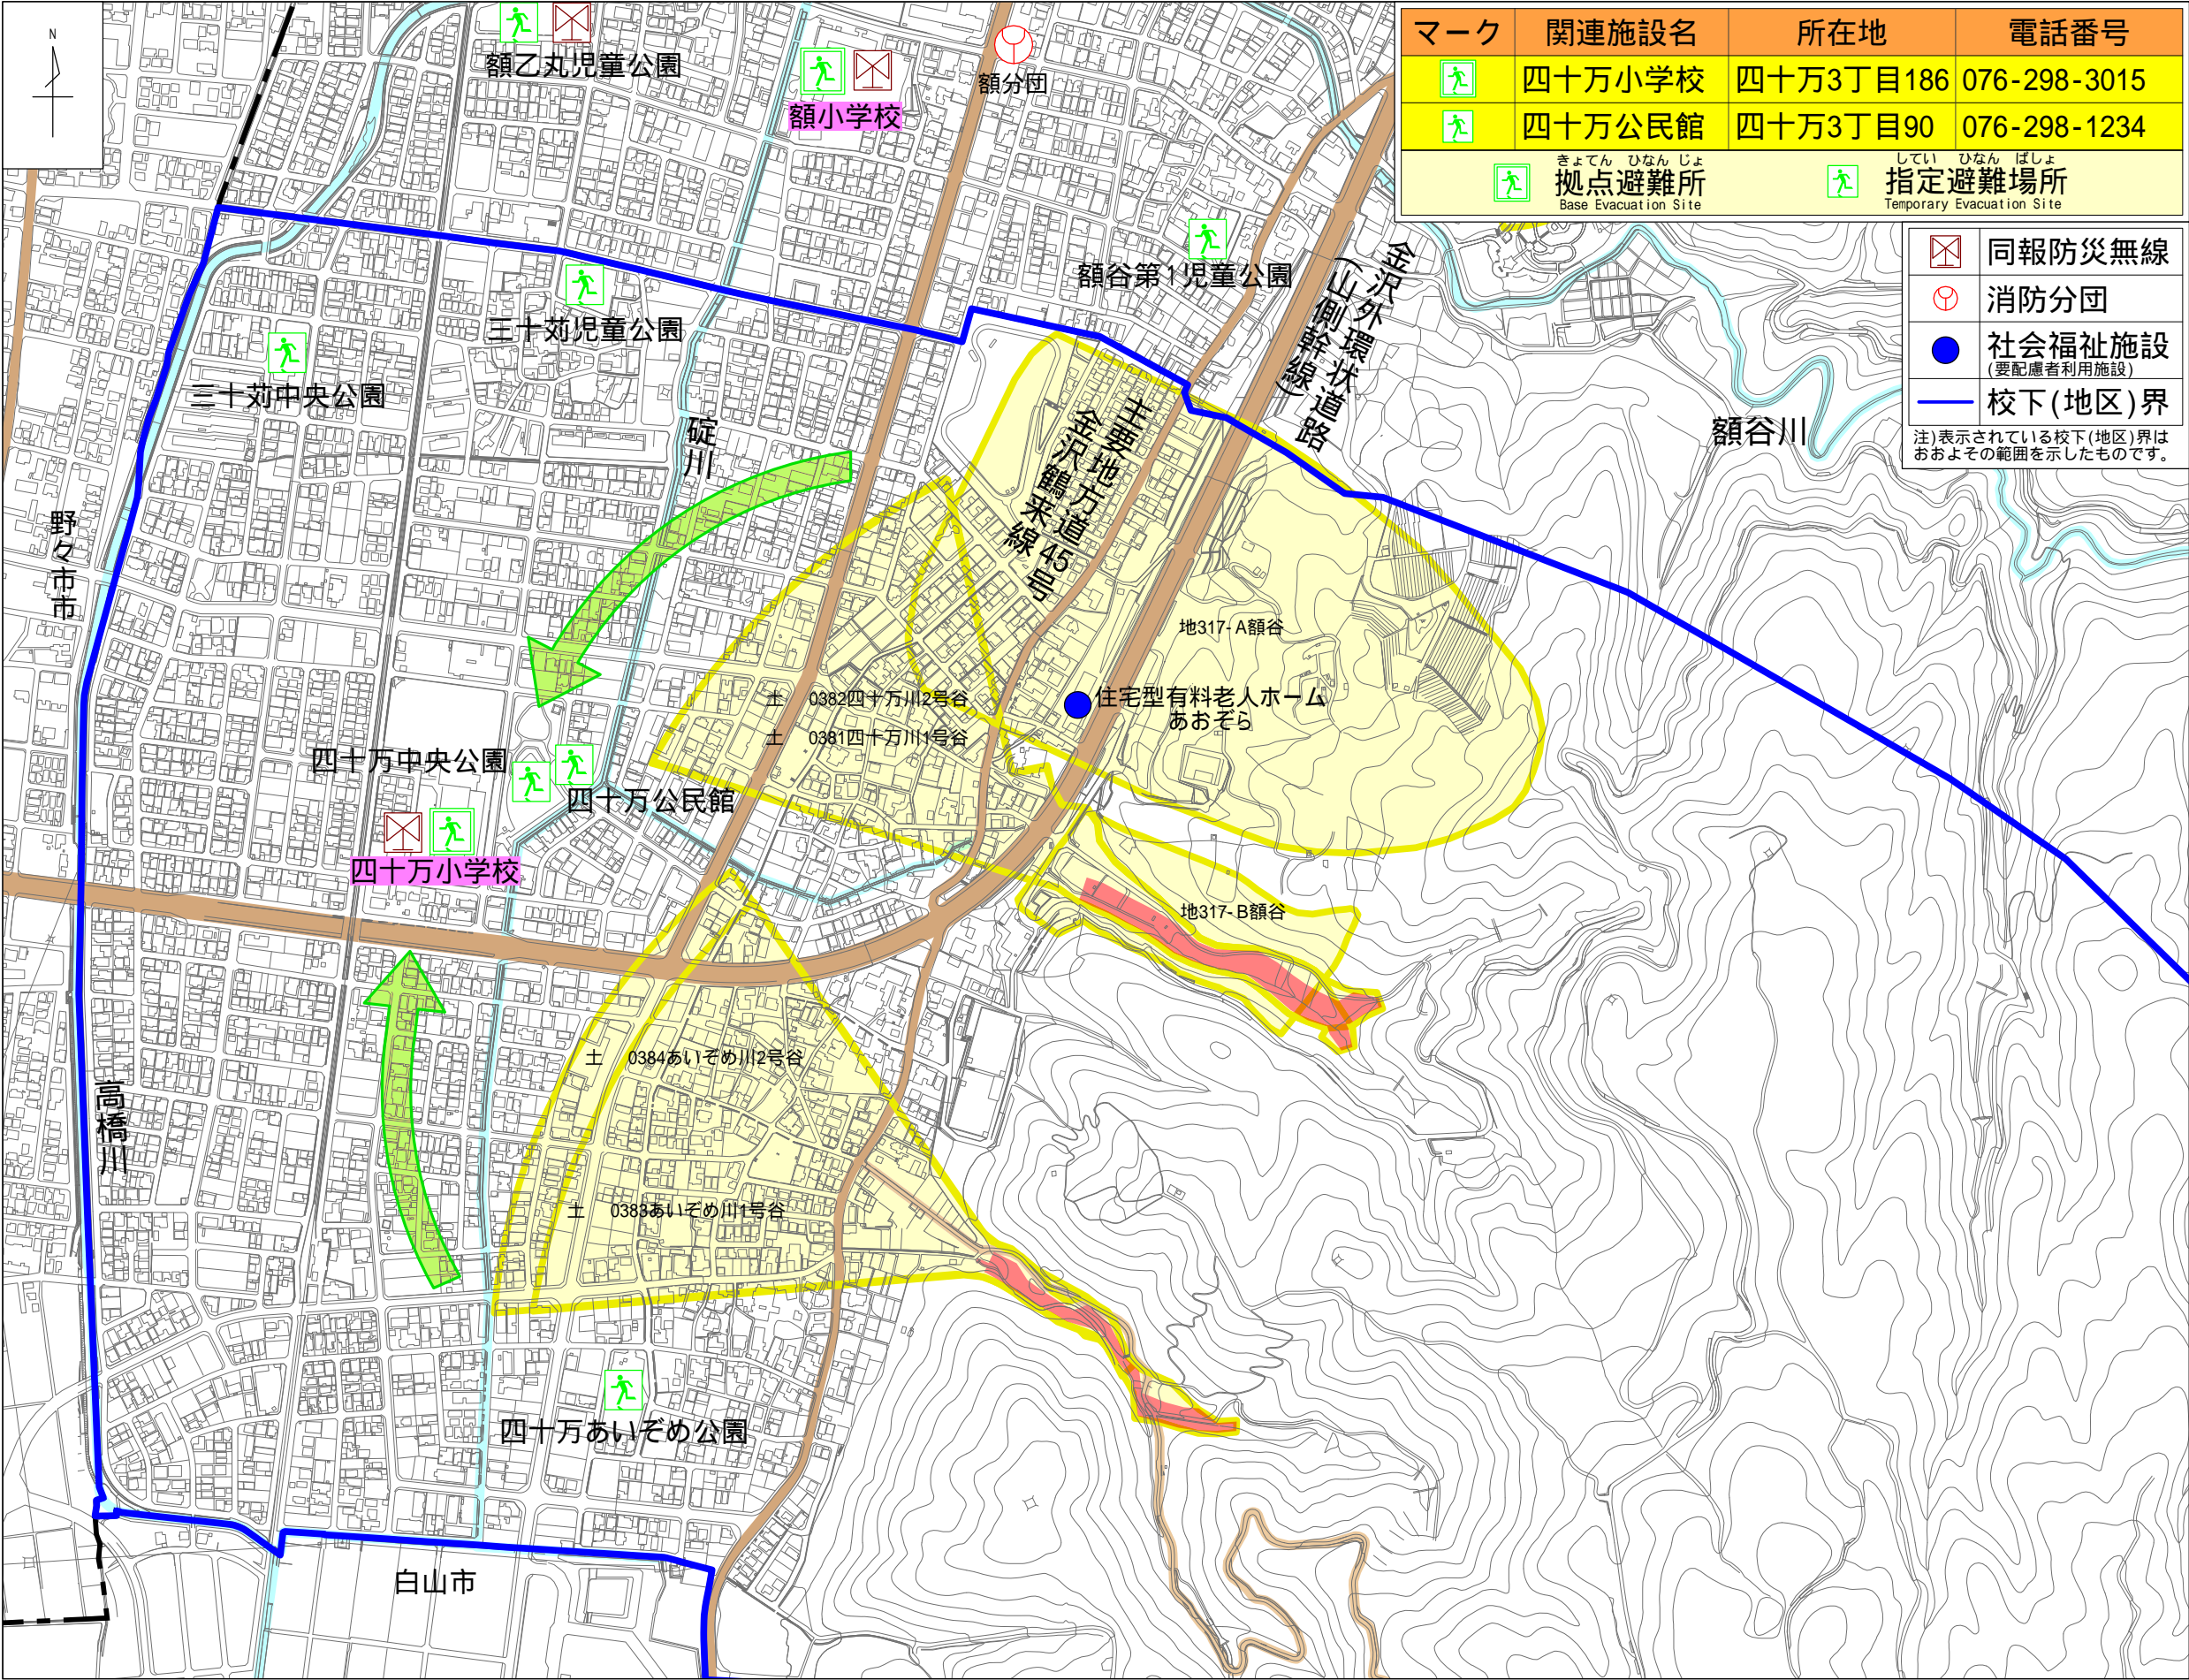 N
額乙丸児童公園
額小学校
額分団
マーク 関連施設名 所在地 電話番号
四十万小学校 四十万3丁目186 076-298-3015
四十万公民館 四十万3丁目90 076-298-1234
きょてん ひなん じょ
拠点避難所
Base Evacuation Site
してい ひなん ばしょ
指定避難場所
Temporary Evacuation Site
同報防災無線
消防分団
社会福祉施設
(要配慮者利用施設)
校下(地区)界
注)表示されている校下(地区)界は
おおよその範囲を示したものです。
額谷第1児童公園
金沢外環状道路
(山側幹線)
三十苅児童公園
三十苅中央公園
碇川
主要地方道45号
金沢鶴来線
額谷川
野々市市
地317-A額谷
土 0382四十万川2号谷
土 0381四十万川1号谷
住宅型有料老人ホーム
あおぞら
四十万中央公園
四十万公民館
四十万小学校
地317-B額谷
土 0384あいぞめ川2号谷
高橋川
土 0383あいぞめ川1号谷
四十万あいぞめ公園
白山市